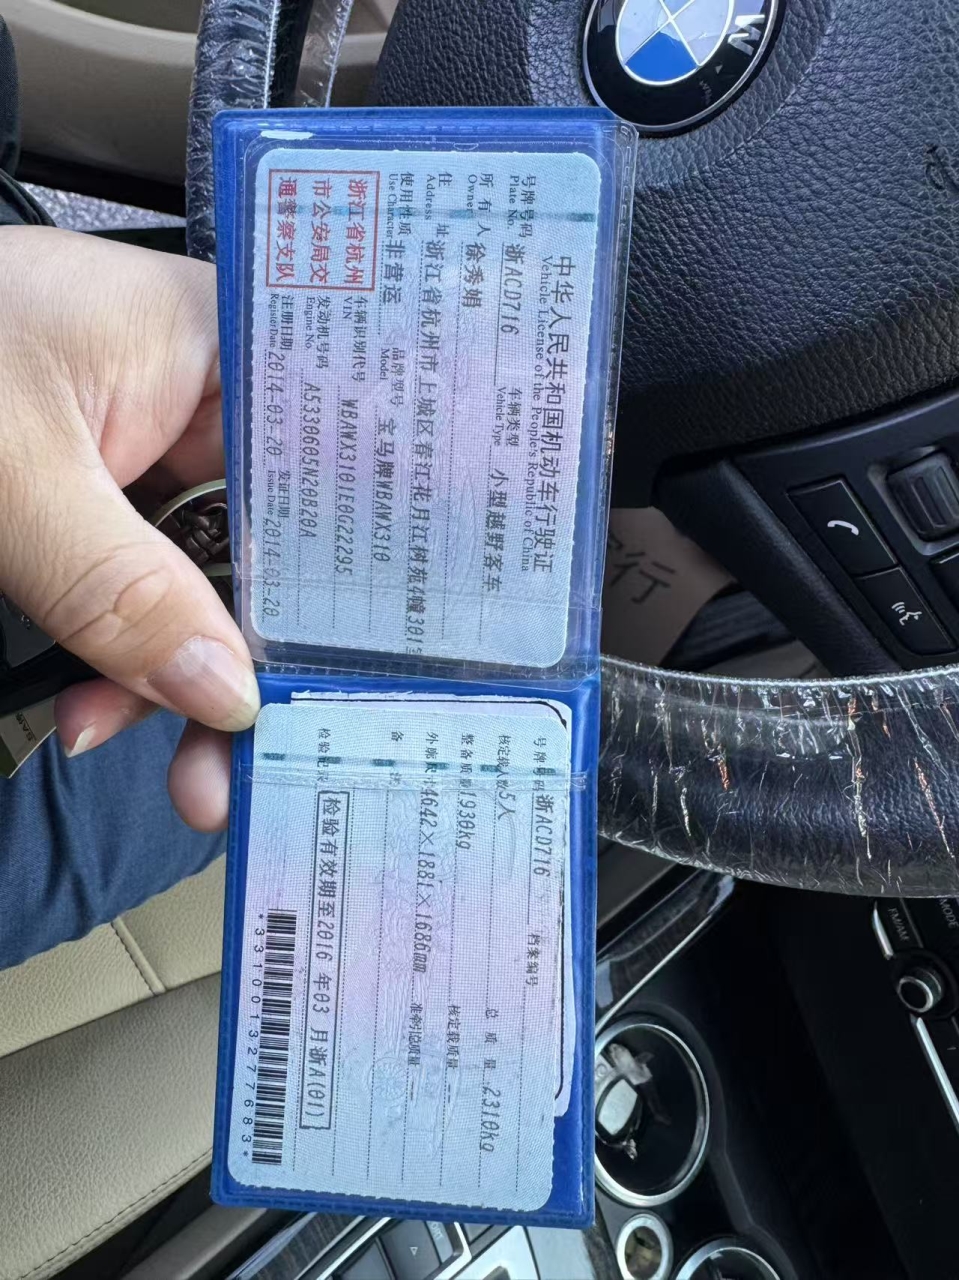 中华人民共和国机动车行驶证
Vehicle License of the People's Republic of China
号牌号码 浙ACD716 车辆类型 小型越野客车
Plate No. Vehicle Type
所有人 徐秀娟
Owner
住址 浙江省杭州市上城区春江花月江树苑4幢301
Address
使用性质 非营运 品牌型号 宝马牌WBAWX310
Use Character Model
浙江省杭州
市公安局交
通警察支队
车辆识别代号 WBAWX3101E0G22295
VIN
发动机号码 A5330605N20B20A
Engine No.
注册日期 2014-03-20 发证日期 2014-03-20
Register Date Issue Date
号牌号码 浙ACD716 档案编号
核定载人数 5人 总质量 2310kg
整备质量 1930kg 核定载质量 --
外廓尺寸 4642×1881×1686mm 准牵引总质量 --
备注
检验记录 检验有效期至2016年03月浙A(01)
*3310013277683*
W
FM/AM
MODE
行